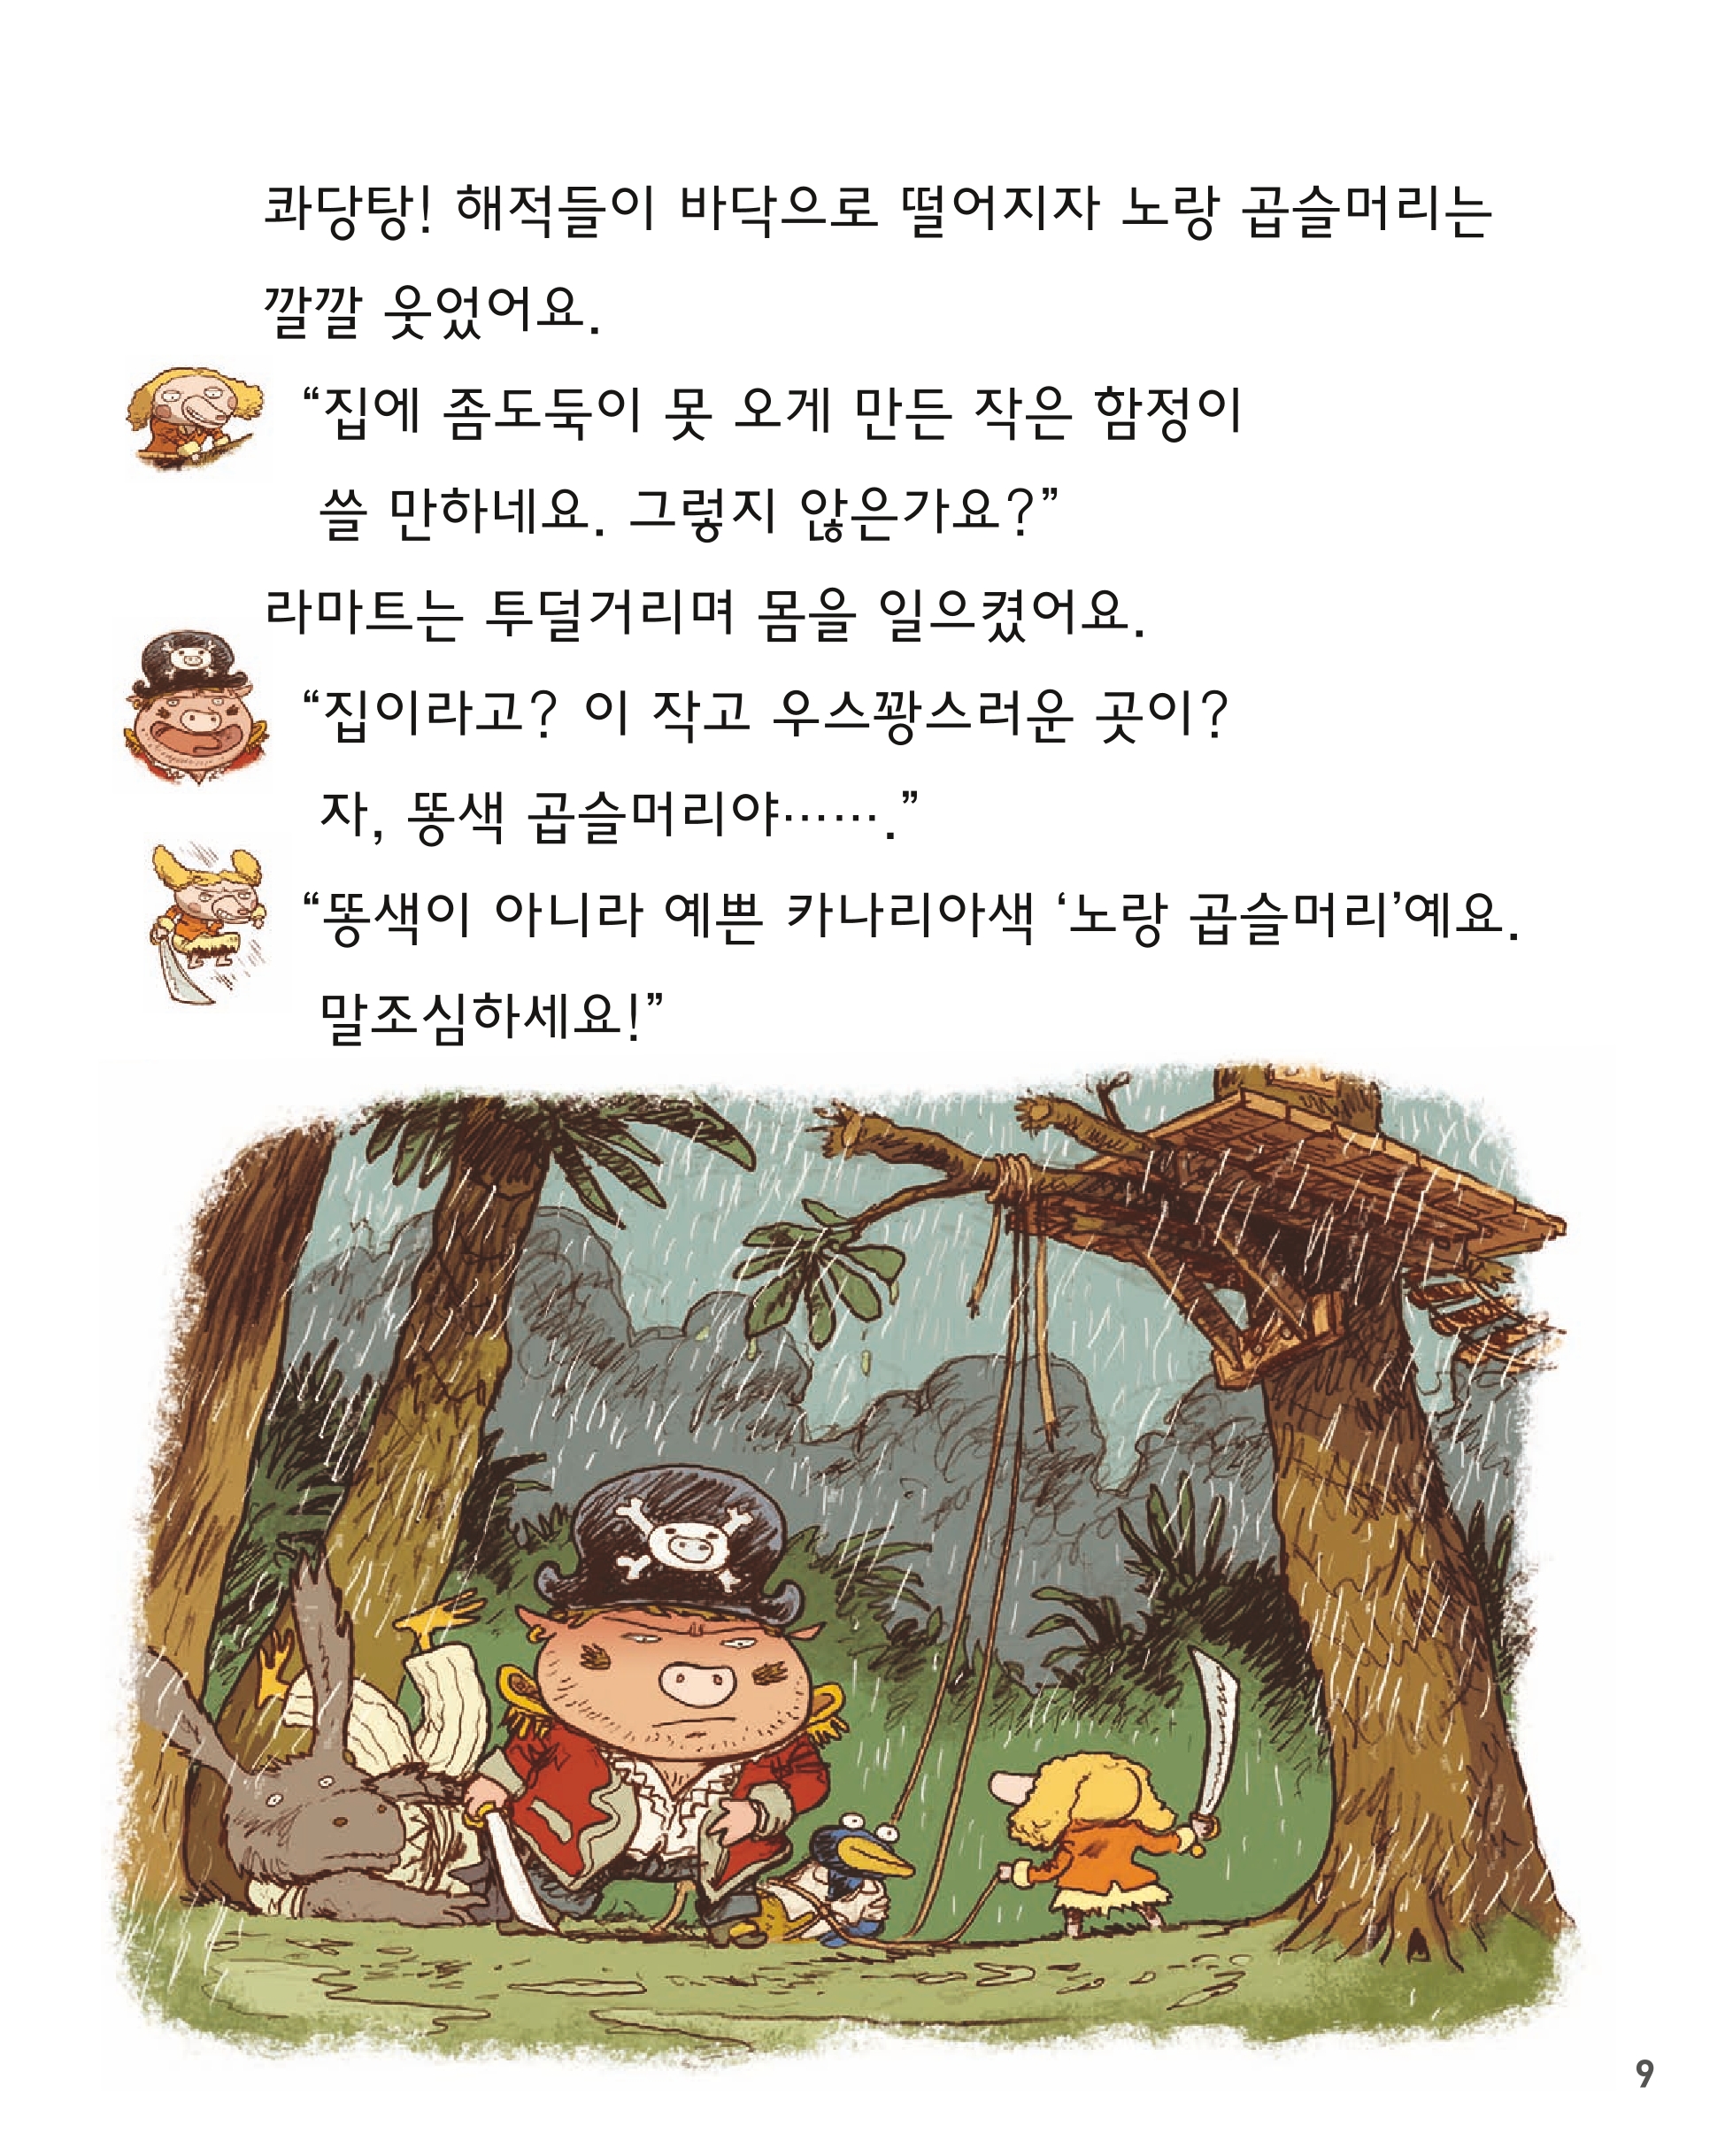 콰당탕! 해적들이 바닥으로 떨어지자 노랑 곱슬머리는
깔깔 웃었어요.
“집에 좀도둑이 못 오게 만든 작은 함정이
쓸 만하네요. 그렇지 않은가요?”
라마트는 투덜거리며 몸을 일으켰어요.
“집이라고? 이 작고 우스꽝스러운 곳이?
자, 똥색 곱슬머리야…….”
“똥색이 아니라 예쁜 카나리아색 ‘노랑 곱슬머리’예요.
말조심하세요!”
9